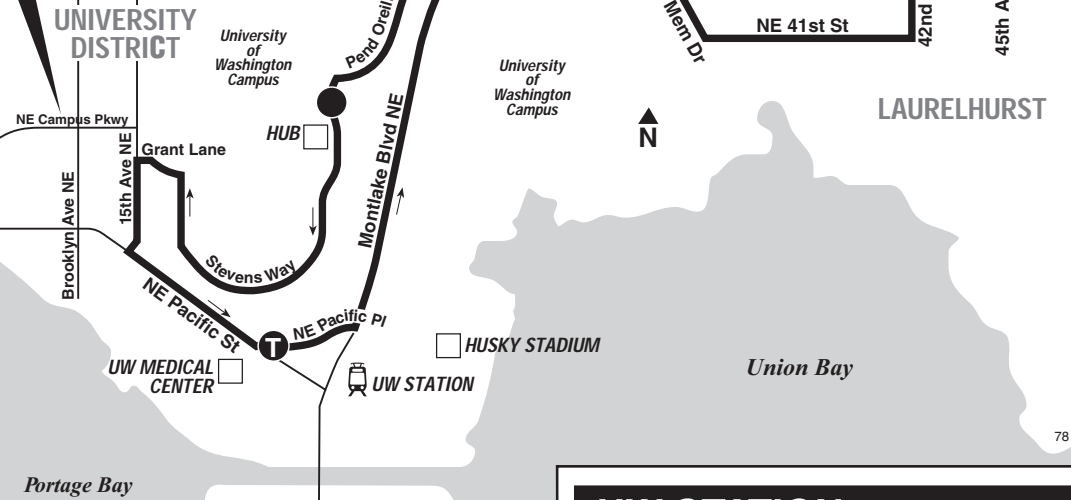 UNIVERSITY
DISTRICT
University
of
Washington
Campus
Pend Oreil
Mem Dr
NE 41st St
42nd
45th A
University
of
Washington
Campus
LAURELHURST
NE Campus Pkwy
HUB
N
Grant Lane
15th Ave NE
Brooklyn Ave NE
Montlake Blvd NE
Stevens Way
NE Pacific St
T
NE Pacific Pl
HUSKY STADIUM
UW MEDICAL
CENTER
UW STATION
Union Bay
78
Portage Bay
UW STATION